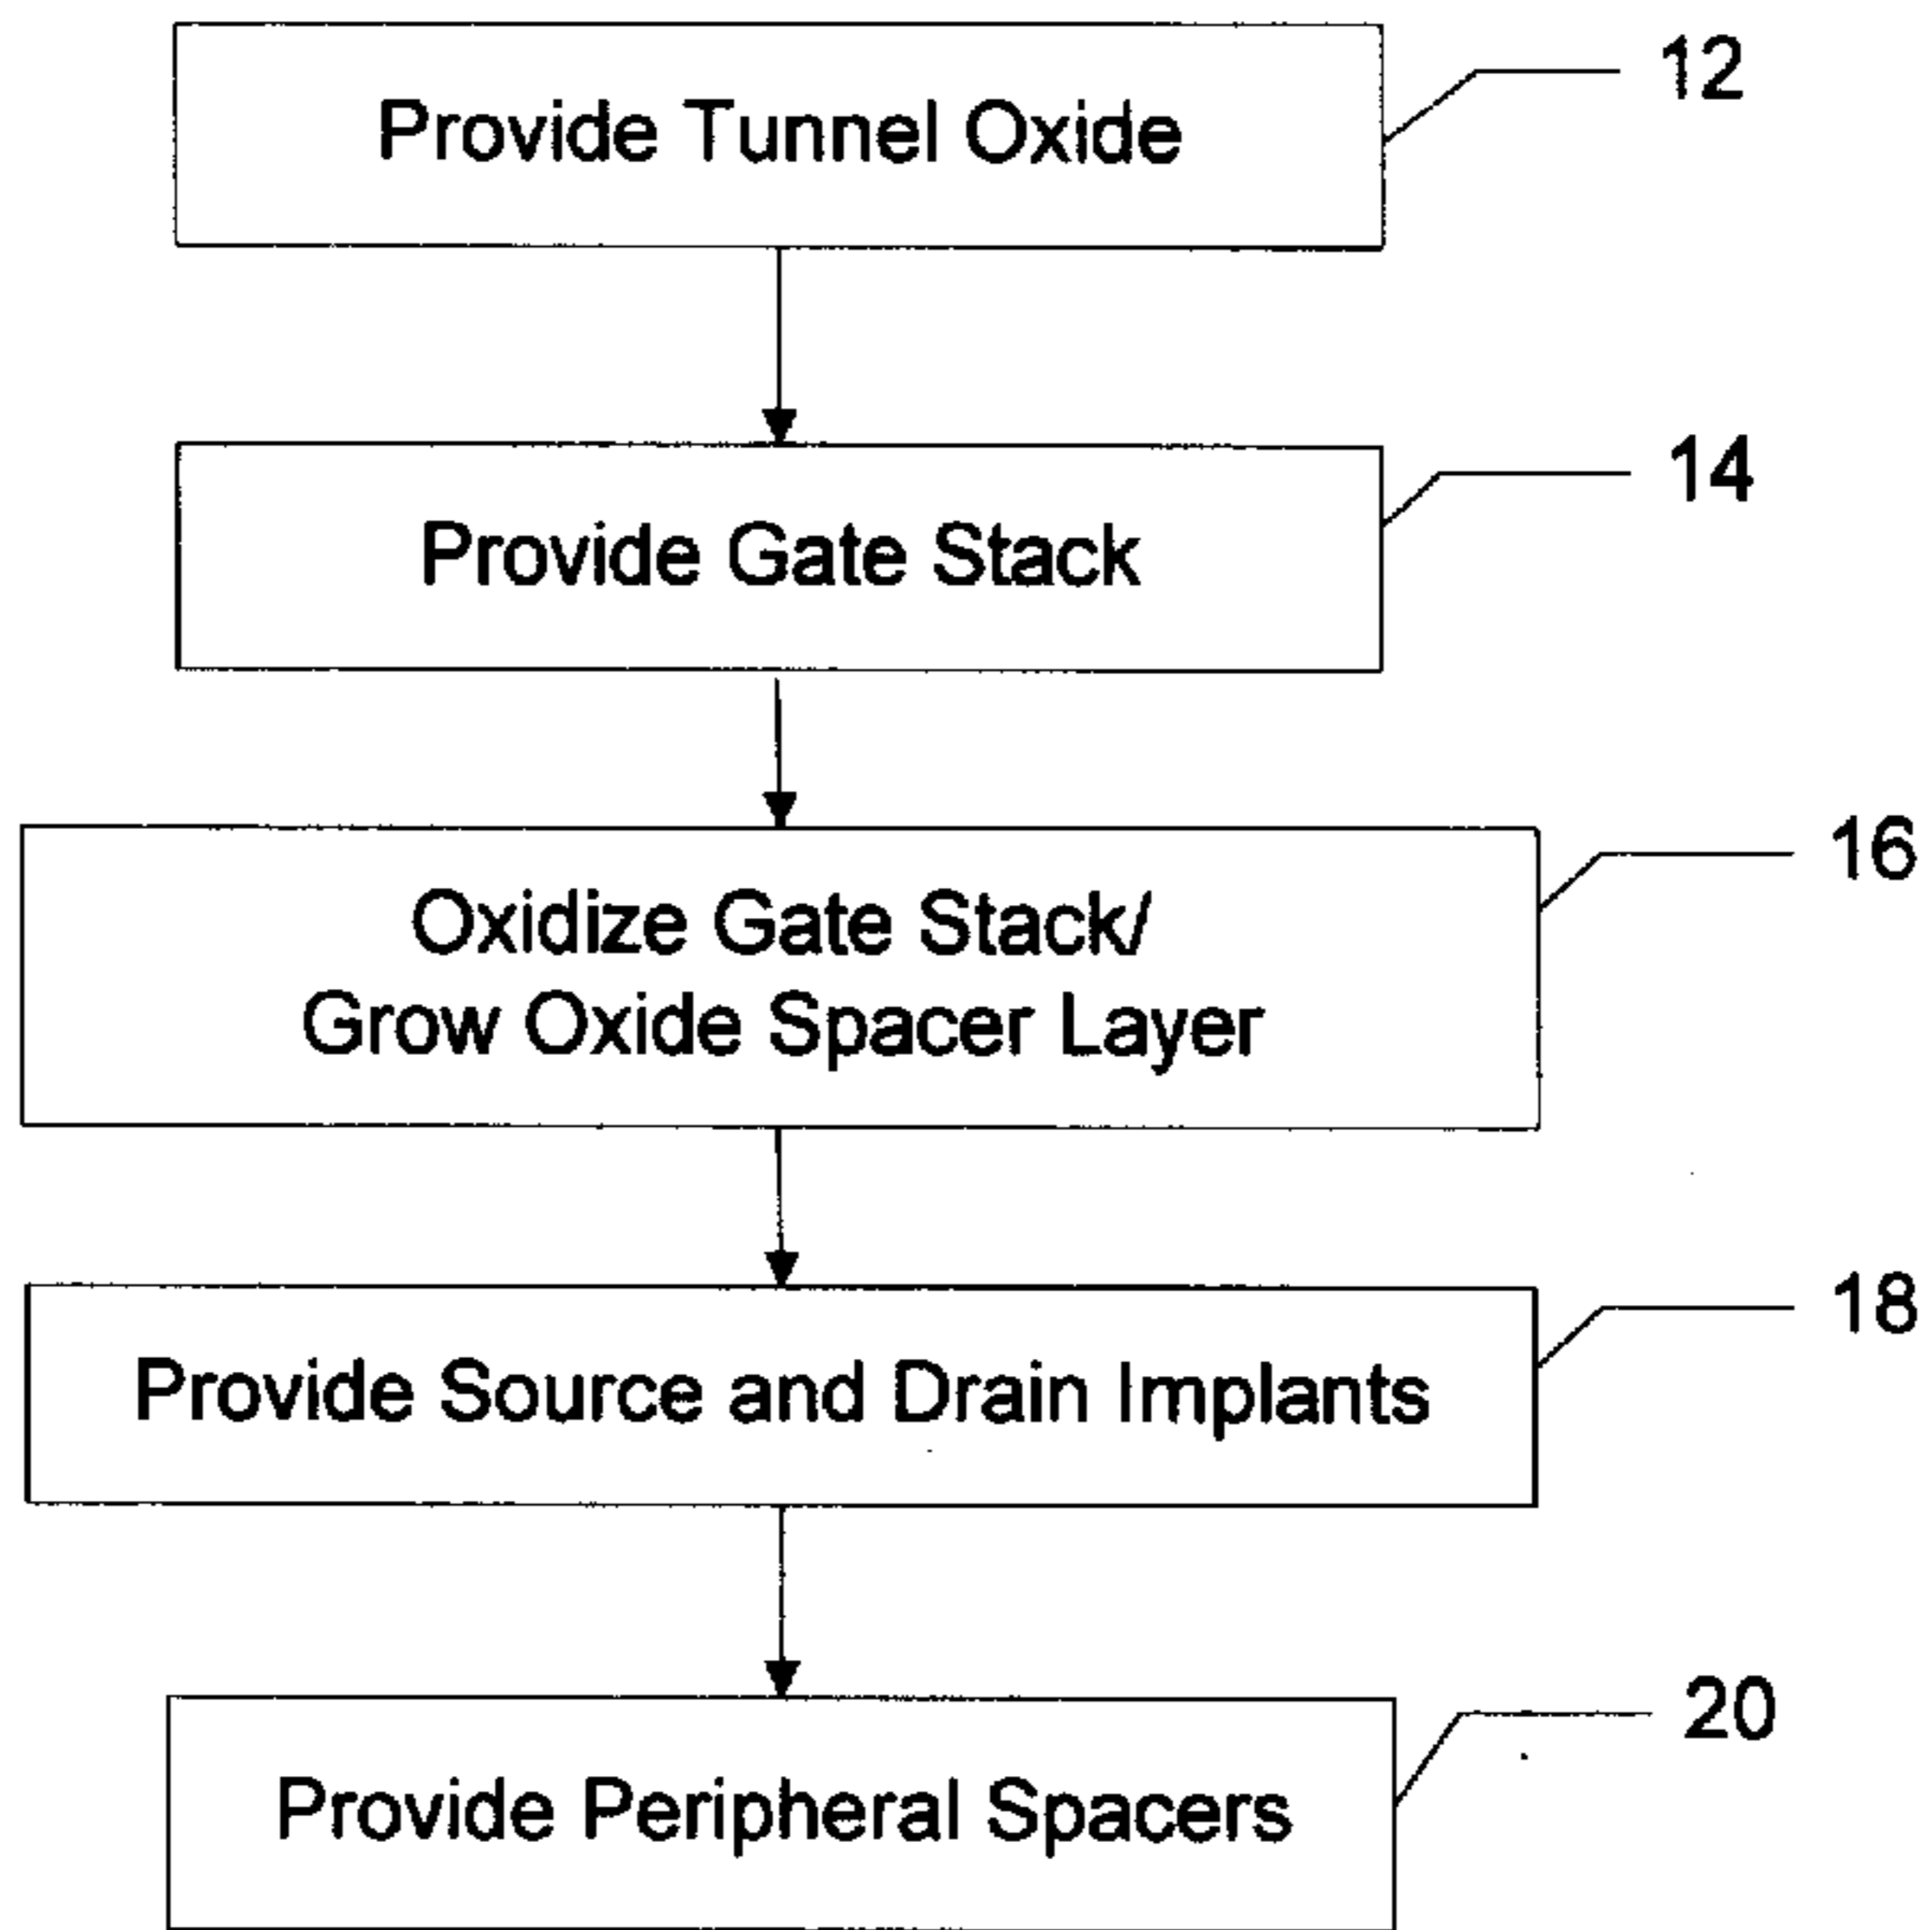 Provide Tunnel Oxide
12
Provide Gate Stack
14
Oxidize Gate Stack/
Grow Oxide Spacer Layer
16
Provide Source and Drain Implants
18
Provide Peripheral Spacers
20